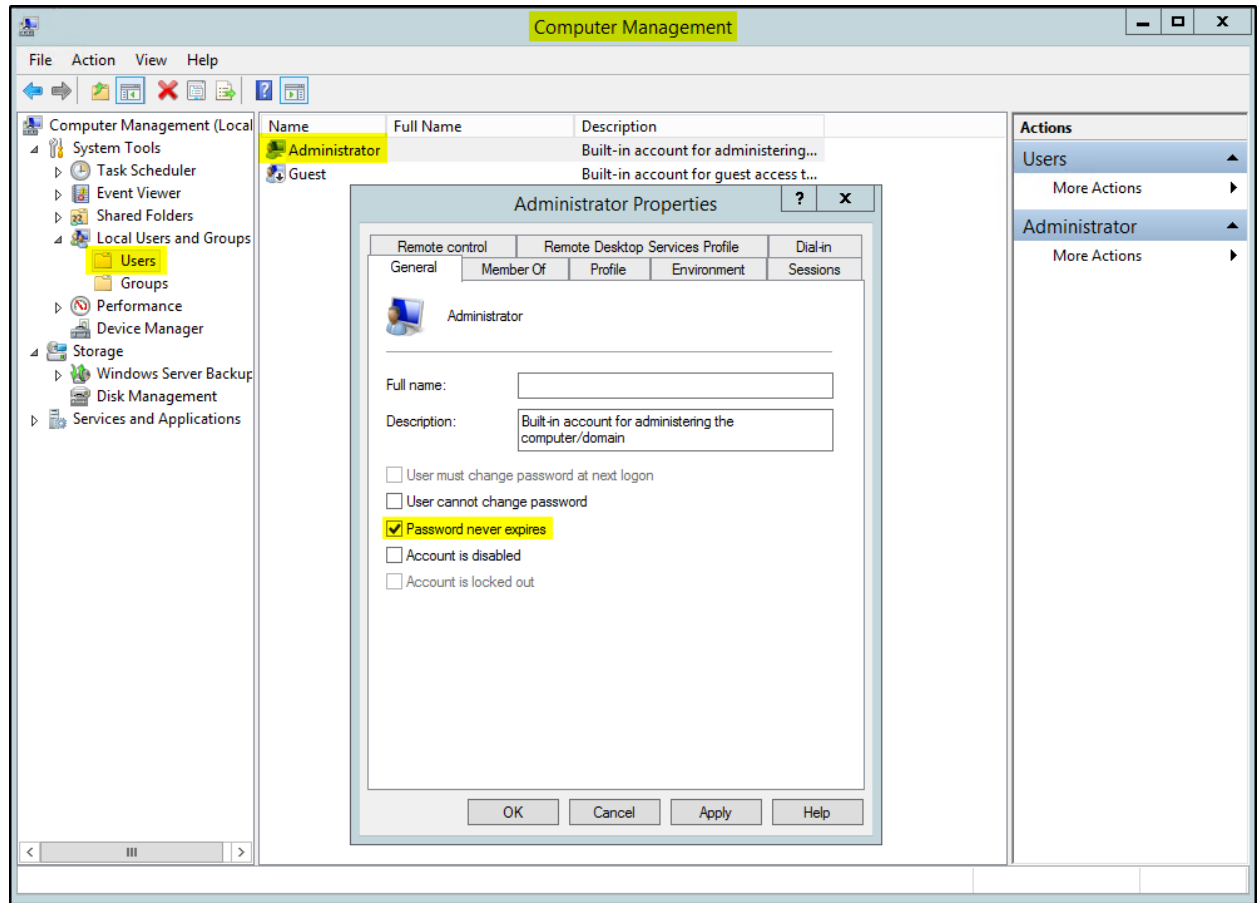 Computer Management
File Action View Help
Computer Management (Local
System Tools
Task Scheduler
Event Viewer
Shared Folders
Local Users and Groups
Users
Groups
Performance
Device Manager
Storage
Windows Server Backup
Disk Management
Services and Applications
Name Full Name Description
Administrator Built-in account for administering...
Guest Built-in account for guest access t...
Administrator Properties
Remote control Remote Desktop Services Profile Dial-in
General Member Of Profile Environment Sessions
Administrator
Full name:
Description: Built-in account for administering the
computer/domain
User must change password at next logon
User cannot change password
Password never expires
Account is disabled
Account is locked out
OK Cancel Apply Help
Actions
Users
More Actions
Administrator
More Actions